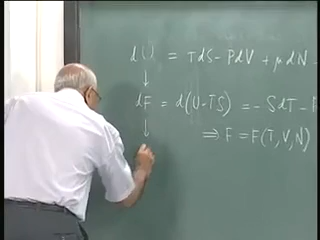 dU = TdS - PdV + μdN -
↓
dF = d(U-TS) = - SdT - P
↓ ⇒ F = F(T, V, N)